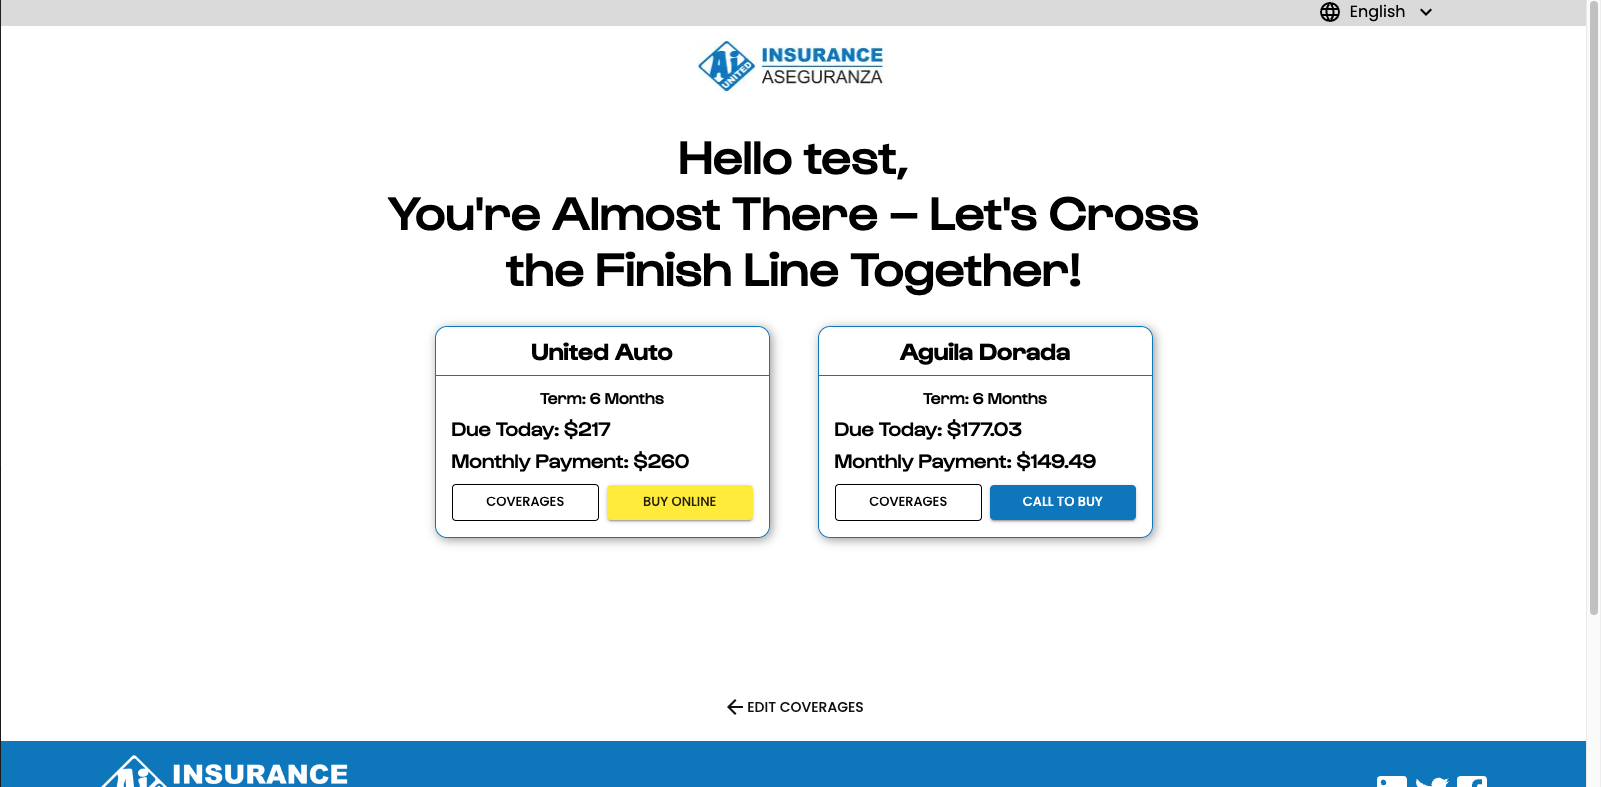 English
Ai UNITED
INSURANCE
ASEGURANZA
Hello test,
You're Almost There – Let's Cross
the Finish Line Together!
United Auto
Term: 6 Months
Due Today: $217
Monthly Payment: $260
COVERAGES
BUY ONLINE
Aguila Dorada
Term: 6 Months
Due Today: $177.03
Monthly Payment: $149.49
COVERAGES
CALL TO BUY
EDIT COVERAGES
Ai
INSURANCE